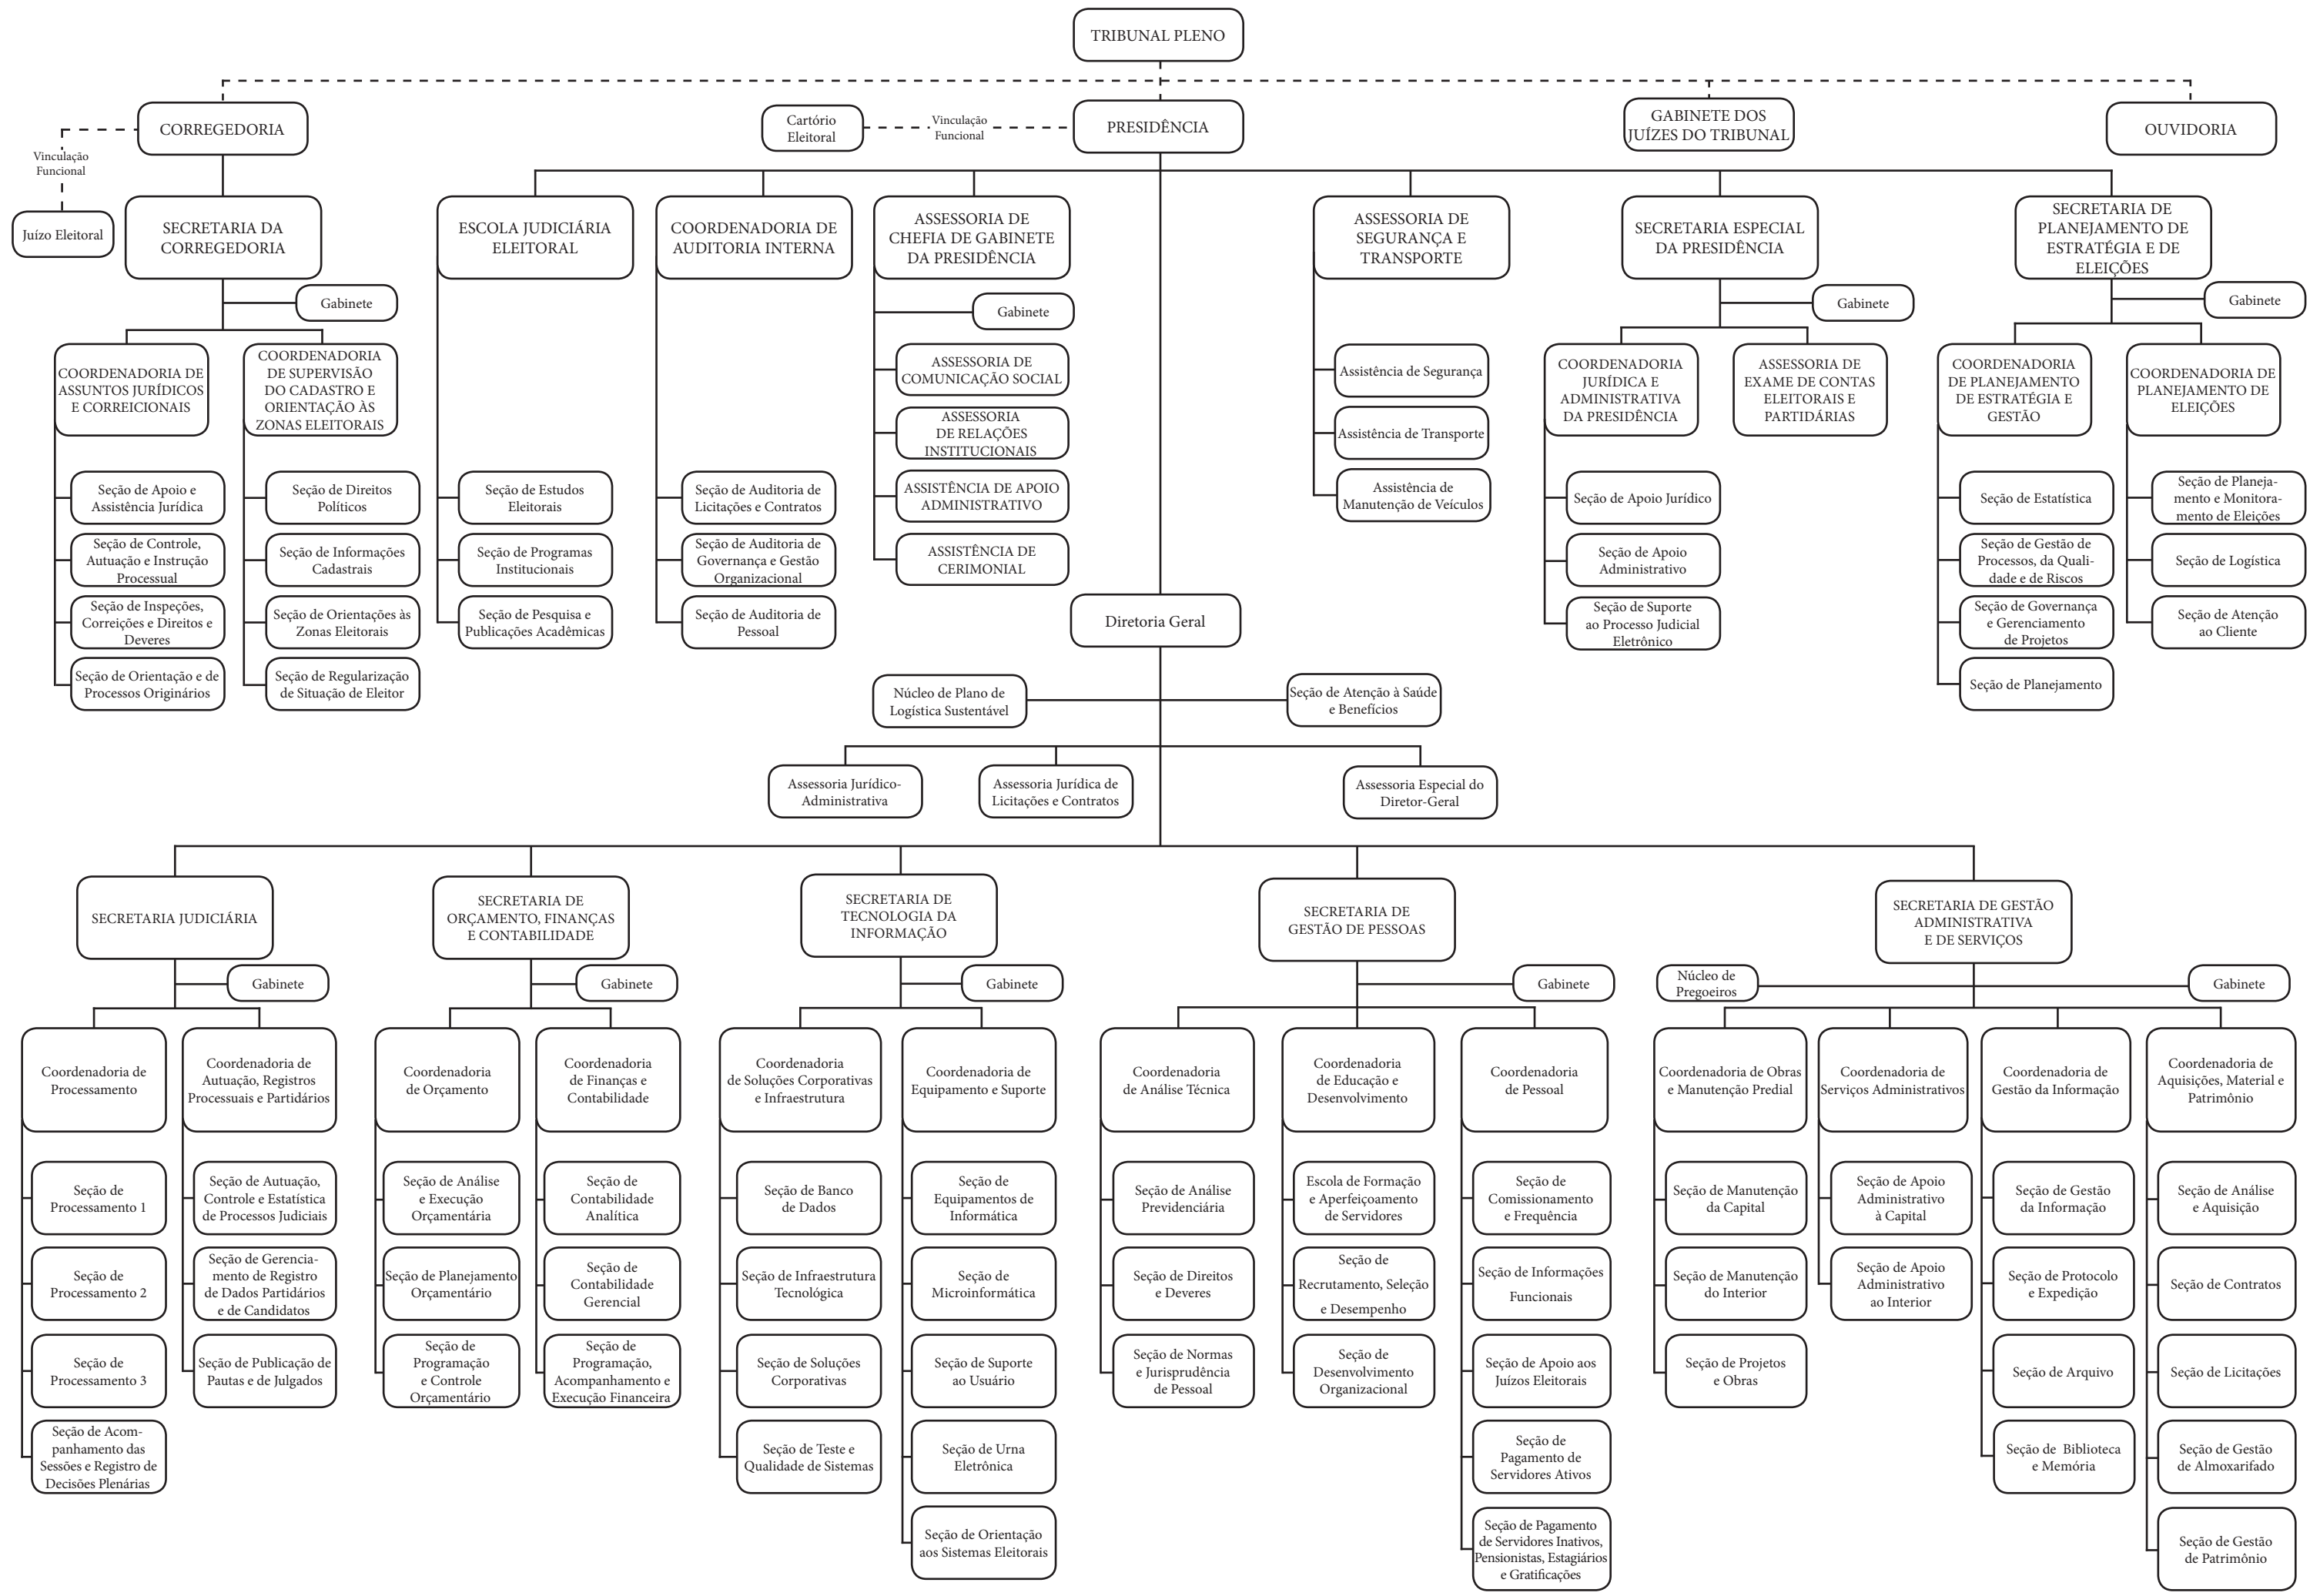 TRIBUNAL PLENO
CORREGEDORIA
Cartório
Eleitoral
Vinculação
Funcional
PRESIDÊNCIA
GABINETE DOS
JUÍZES DO TRIBUNAL
OUVIDORIA
Vinculação
Funcional
Juízo Eleitoral
SECRETARIA DA
CORREGEDORIA
ESCOLA JUDICIÁRIA
ELEITORAL
COORDENADORIA DE
AUDITORIA INTERNA
ASSESSORIA DE
CHEFIA DE GABINETE
DA PRESIDÊNCIA
ASSESSORIA DE
SEGURANÇA E
TRANSPORTE
SECRETARIA ESPECIAL
DA PRESIDÊNCIA
SECRETARIA DE
PLANEJAMENTO DE
ESTRATÉGIA E DE
ELEIÇÕES
Gabinete
Gabinete
Gabinete
Gabinete
COORDENADORIA DE
ASSUNTOS JURÍDICOS
E CORREICIONAIS
COORDENADORIA
DE SUPERVISÃO
DO CADASTRO E
ORIENTAÇÃO ÀS
ZONAS ELEITORAIS
ASSESSORIA DE
COMUNICAÇÃO SOCIAL
ASSESSORIA
DE RELAÇÕES
INSTITUCIONAIS
ASSISTÊNCIA DE APOIO
ADMINISTRATIVO
ASSISTÊNCIA DE
CERIMONIAL
Assistência de Segurança
Assistência de Transporte
Assistência de
Manutenção de Veículos
COORDENADORIA
JURÍDICA E
ADMINISTRATIVA
DA PRESIDÊNCIA
ASSESSORIA DE
EXAME DE CONTAS
ELEITORAIS E
PARTIDÁRIAS
COORDENADORIA
DE PLANEJAMENTO
DE ESTRATÉGIA E
GESTÃO
COORDENADORIA DE
PLANEJAMENTO DE
ELEIÇÕES
Seção de Apoio e
Assistência Jurídica
Seção de Controle,
Autuação e Instrução
Processual
Seção de Inspeções,
Correições e Direitos e
Deveres
Seção de Orientação e de
Processos Originários
Seção de Direitos
Políticos
Seção de Informações
Cadastrais
Seção de Orientações às
Zonas Eleitorais
Seção de Regularização
de Situação de Eleitor
Seção de Estudos
Eleitorais
Seção de Programas
Institucionais
Seção de Pesquisa e
Publicações Acadêmicas
Seção de Auditoria de
Licitações e Contratos
Seção de Auditoria de
Governança e Gestão
Organizacional
Seção de Auditoria de
Pessoal
Seção de Apoio Jurídico
Seção de Apoio
Administrativo
Seção de Suporte
ao Processo Judicial
Eletrônico
Seção de Estatística
Seção de Gestão de
Processos, da Quali-
dade e de Riscos
Seção de Governança
e Gerenciamento
de Projetos
Seção de Planejamento
Seção de Planeja-
mento e Monitora-
mento de Eleições
Seção de Logística
Seção de Atenção
ao Cliente
Diretoria Geral
Núcleo de Plano de
Logística Sustentável
Seção de Atenção à Saúde
e Benefícios
Assessoria Jurídico-
Administrativa
Assessoria Jurídica de
Licitações e Contratos
Assessoria Especial do
Diretor-Geral
SECRETARIA JUDICIÁRIA
SECRETARIA DE
ORÇAMENTO, FINANÇAS
E CONTABILIDADE
SECRETARIA DE
TECNOLOGIA DA
INFORMAÇÃO
SECRETARIA DE
GESTÃO DE PESSOAS
SECRETARIA DE GESTÃO
ADMINISTRATIVA
E DE SERVIÇOS
Gabinete
Gabinete
Gabinete
Gabinete
Núcleo de
Pregoeiros
Gabinete
Coordenadoria de
Processamento
Coordenadoria de
Autuação, Registros
Processuais e Partidários
Coordenadoria
de Orçamento
Coordenadoria
de Finanças e
Contabilidade
Coordenadoria
de Soluções Corporativas
e Infraestrutura
Coordenadoria de
Equipamento e Suporte
Coordenadoria
de Análise Técnica
Coordenadoria
de Educação e
Desenvolvimento
Coordenadoria
de Pessoal
Coordenadoria de Obras
e Manutenção Predial
Coordenadoria de
Serviços Administrativos
Coordenadoria de
Gestão da Informação
Coordenadoria de
Aquisições, Material e
Patrimônio
Seção de
Processamento 1
Seção de
Processamento 2
Seção de
Processamento 3
Seção de Acom-
panhamento das
Sessões e Registro de
Decisões Plenárias
Seção de Autuação,
Controle e Estatística
de Processos Judiciais
Seção de Gerencia-
mento de Registro
de Dados Partidários
e de Candidatos
Seção de Publicação de
Pautas e de Julgados
Seção de Análise
e Execução
Orçamentária
Seção de Planejamento
Orçamentário
Seção de
Programação
e Controle
Orçamentário
Seção de
Contabilidade
Analítica
Seção de
Contabilidade
Gerencial
Seção de
Programação,
Acompanhamento e
Execução Financeira
Seção de Banco
de Dados
Seção de Infraestrutura
Tecnológica
Seção de Soluções
Corporativas
Seção de Teste e
Qualidade de Sistemas
Seção de
Equipamentos de
Informática
Seção de
Microinformática
Seção de Suporte
ao Usuário
Seção de Urna
Eletrônica
Seção de Orientação
aos Sistemas Eleitorais
Seção de Análise
Previdenciária
Seção de Direitos
e Deveres
Seção de Normas
e Jurisprudência
de Pessoal
Escola de Formação
e Aperfeiçoamento
de Servidores
Seção de
Recrutamento, Seleção
e Desempenho
Seção de
Desenvolvimento
Organizacional
Seção de
Comissionamento
e Frequência
Seção de Informações
Funcionais
Seção de Apoio aos
Juízos Eleitorais
Seção de
Pagamento de
Servidores Ativos
Seção de Pagamento
de Servidores Inativos,
Pensionistas, Estagiários
e Gratificações
Seção de Manutenção
da Capital
Seção de Manutenção
do Interior
Seção de Projetos
e Obras
Seção de Apoio
Administrativo
à Capital
Seção de Apoio
Administrativo
ao Interior
Seção de Gestão
da Informação
Seção de Protocolo
e Expedição
Seção de Arquivo
Seção de Biblioteca
e Memória
Seção de Análise
e Aquisição
Seção de Contratos
Seção de Licitações
Seção de Gestão
de Almoxarifado
Seção de Gestão
de Patrimônio